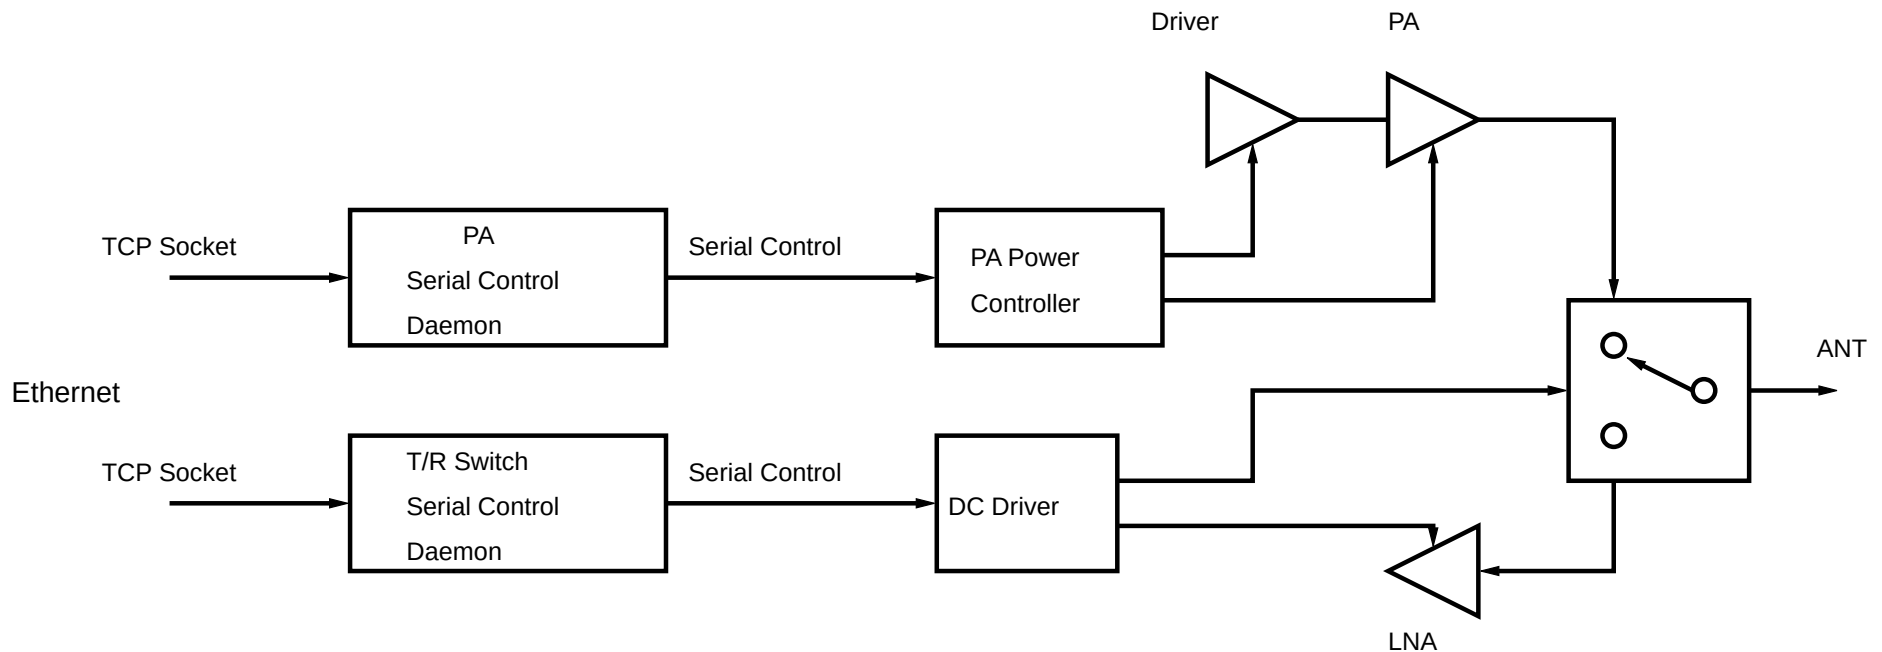 Driver
PA
TCP Socket
PA
Serial Control
Daemon
Serial Control
PA Power
Controller
ANT
Ethernet
TCP Socket
T/R Switch
Serial Control
Daemon
Serial Control
DC Driver
LNA